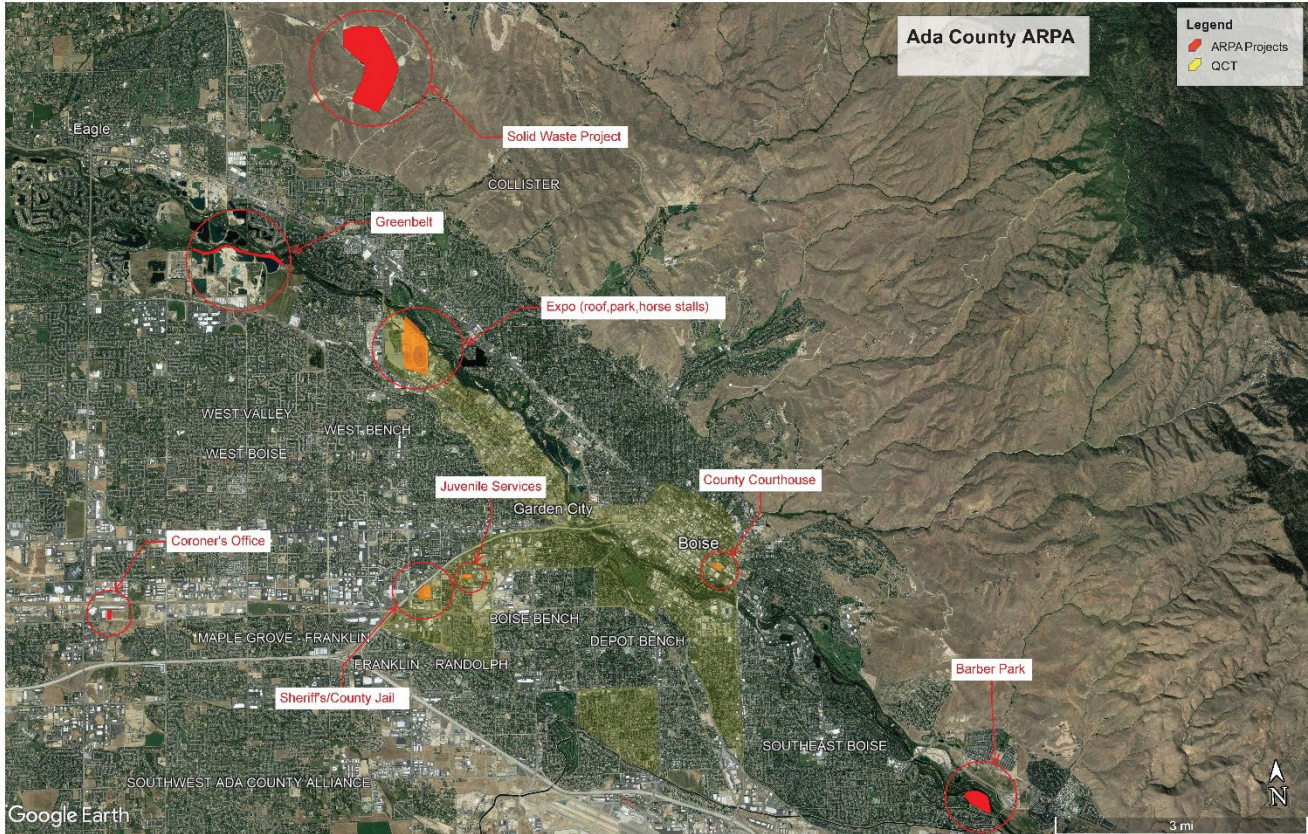 Ada County ARPA
Legend
ARPA Projects
QCT
Eagle
Solid Waste Project
COLLISTER
Greenbelt
Expo (roof,park,horse stalls)
WEST VALLEY
WEST BENCH
WEST BOISE
Juvenile Services
County Courthouse
Garden City
Coroner's Office
Boise
BOISE BENCH
MAPLE GROVE - FRANKLIN
DEPOT BENCH
FRANKLIN RANDOLPH
Barber Park
Sheriff's/County Jail
SOUTHEAST BOISE
SOUTHWEST ADA COUNTY ALLIANCE
N
Google Earth
3 mi